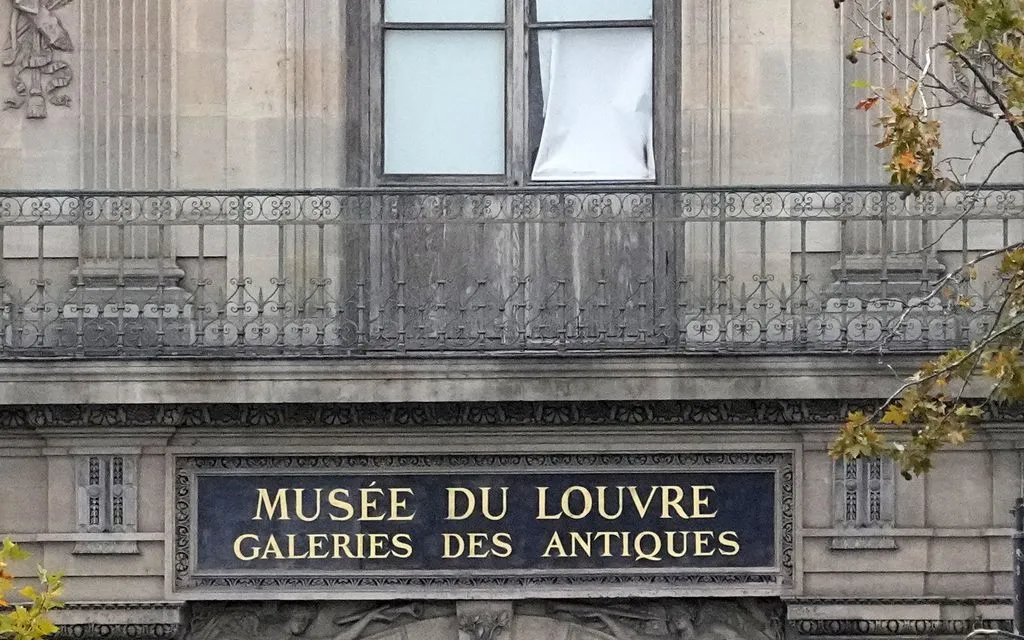 MUSÉE DU LOUVRE
GALERIES DES ANTIQUES